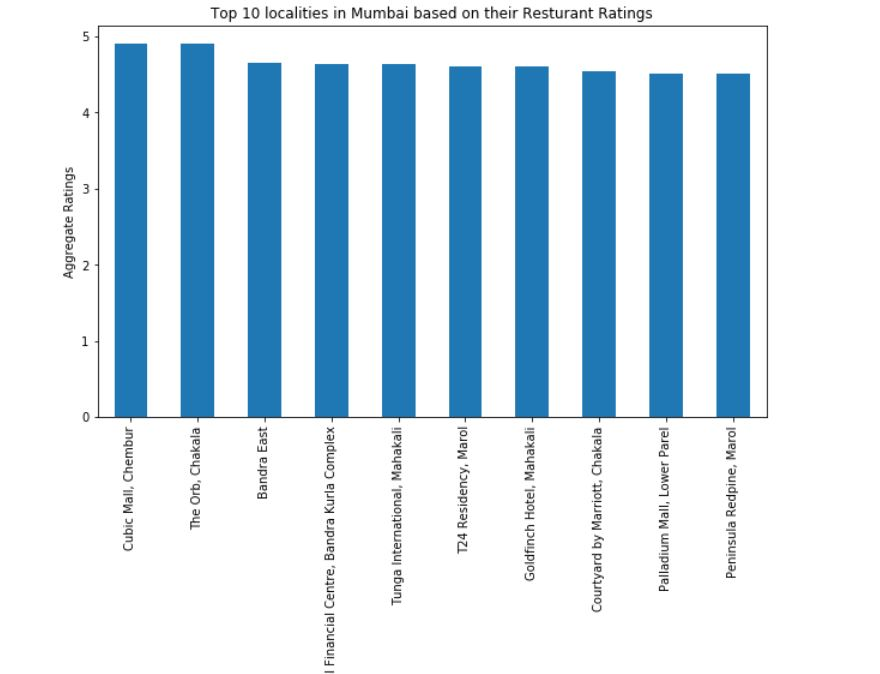 Top 10 localities in Mumbai based on their Resturant Ratings
Aggregate Ratings
5
4
3
2
1
0
Cubic Mall, Chembur
The Orb, Chakala
Bandra East
l Financial Centre, Bandra Kurla Complex
Tunga International, Mahakali
T24 Residency, Marol
Goldfinch Hotel, Mahakali
Courtyard by Marriott, Chakala
Palladium Mall, Lower Parel
Peninsula Redpine, Marol